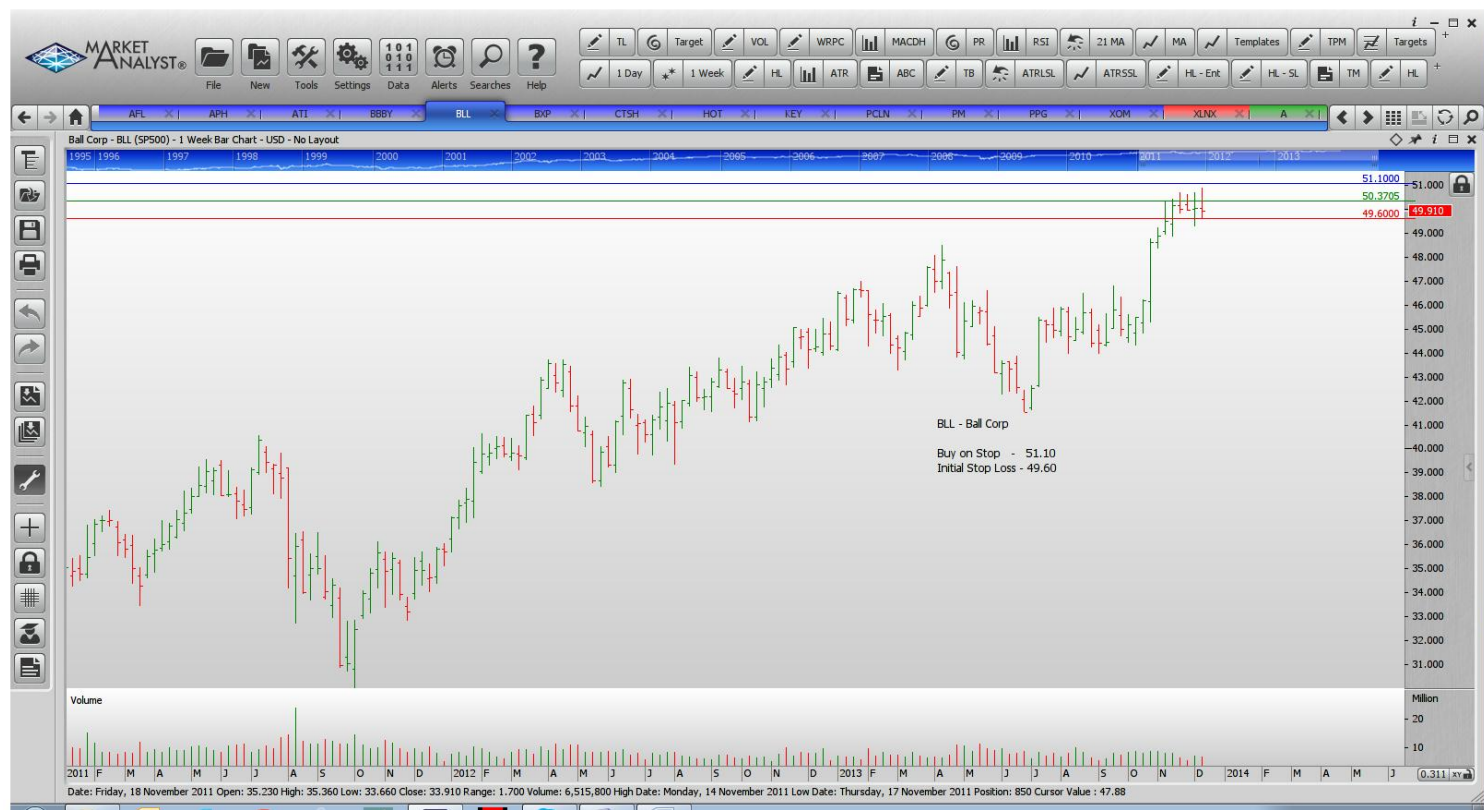 MARKET
ANALYST®
File New Tools Settings Data Alerts Searches Help
TL Target VOL WRPC MACDH PR RSI 21 MA MA Templates TPM Targets +
1 Day 1 Week HL ATR ABC TB ATRLSL ATRSSL HL - Ent HL - SL TM HL +
AFL APH ATI BBBY BLL BXP CTSH HOT KEY PCLN PM PPG XOM XLNX A
Ball Corp - BLL (SP500) - 1 Week Bar Chart - USD - No Layout
1995 1996 1997 1998 1999 2000 2001 2002 2003 2004 2005 2006 2007 2008 2009 2010 2011 2012 2013
51.1000
50.3705
49.6000
51.000
49.910
49.000
48.000
47.000
46.000
45.000
44.000
43.000
42.000
41.000
40.000
39.000
38.000
37.000
36.000
35.000
34.000
33.000
32.000
31.000
BLL - Ball Corp
Buy on Stop - 51.10
Initial Stop Loss - 49.60
Volume
Million
20
10
2011 F M A M J J A S O N D 2012 F M A M J J A S O N D 2013 F M A M J J A S O N D 2014 F M A M J
0.311 XY
Date: Friday, 18 November 2011 Open: 35.230 High: 35.360 Low: 33.660 Close: 33.910 Range: 1.700 Volume: 6,515,800 High Date: Monday, 14 November 2011 Low Date: Thursday, 17 November 2011 Position: 850 Cursor Value : 47.88